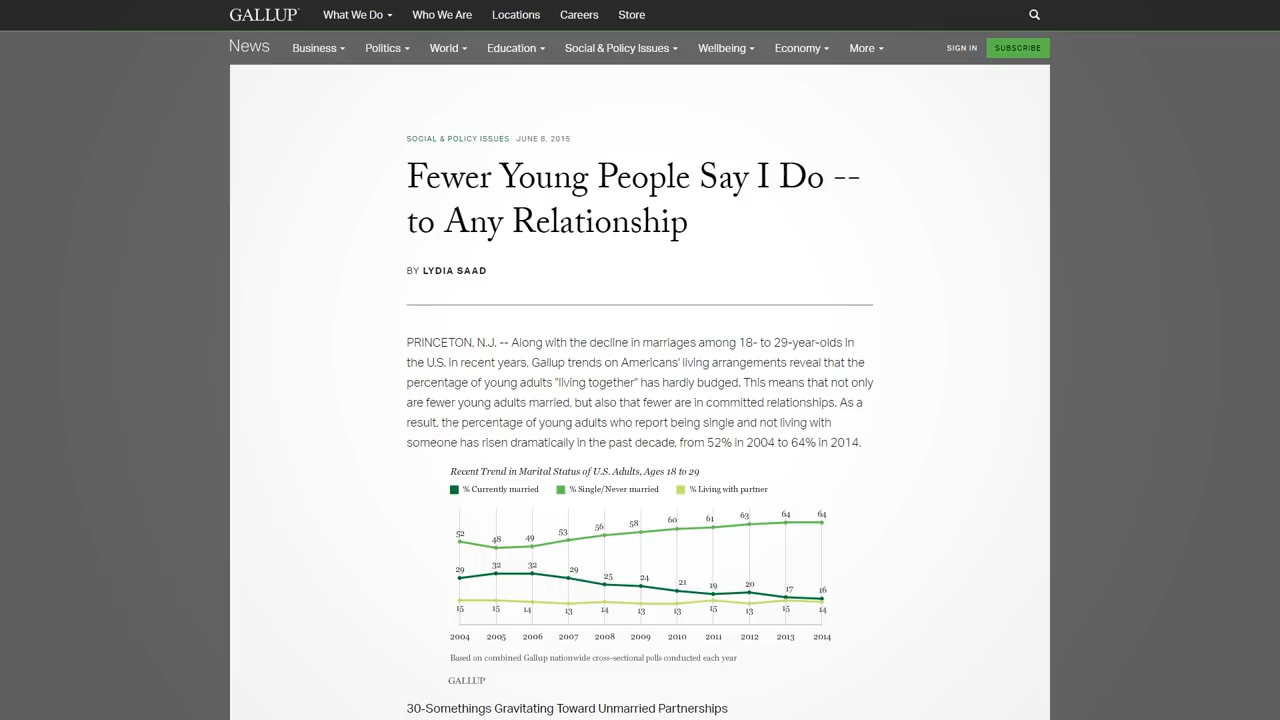 GALLUP What We Do Who We Are Locations Careers Store
News Business Politics World Education Social & Policy Issues Wellbeing Economy More SIGN IN SUBSCRIBE
SOCIAL & POLICY ISSUES JUNE 8, 2015
Fewer Young People Say I Do --
to Any Relationship
BY LYDIA SAAD
PRINCETON, N.J. -- Along with the decline in marriages among 18- to 29-year-olds in
the U.S. in recent years, Gallup trends on Americans' living arrangements reveal that the
percentage of young adults "living together" has hardly budged. This means that not only
are fewer young adults married, but also that fewer are in committed relationships. As a
result, the percentage of young adults who report being single and not living with
someone has risen dramatically in the past decade, from 52% in 2004 to 64% in 2014.
Recent Trend in Marital Status of U.S. Adults, Ages 18 to 29
% Currently married % Single/Never married % Living with partner
52 48 49 53 56 58 60 61 63 64 64
29 32 32 29 25 24 21 19 20 17 16
15 15 14 13 14 13 13 15 13 15 14
2004 2005 2006 2007 2008 2009 2010 2011 2012 2013 2014
Based on combined Gallup nationwide cross-sectional polls conducted each year
GALLUP
30-Somethings Gravitating Toward Unmarried Partnerships